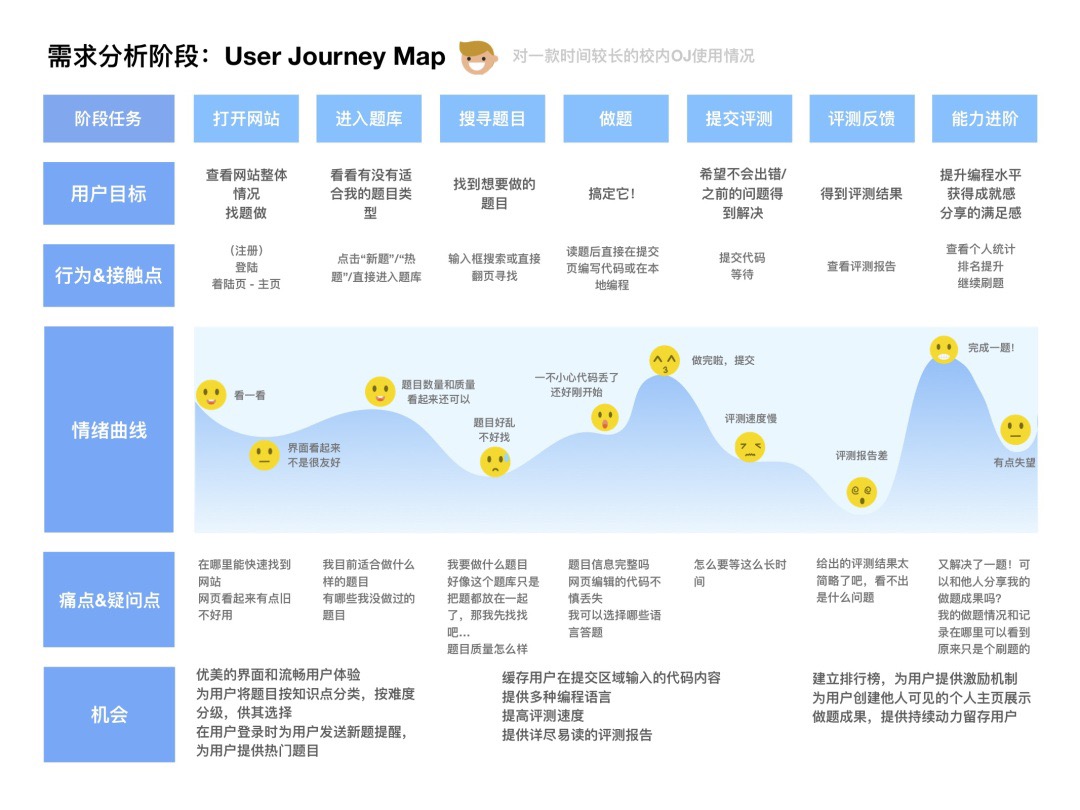 需求分析阶段：User Journey Map
对一款时间较长的校内OJ使用情况
阶段任务
打开网站
进入题库
搜寻题目
做题
提交评测
评测反馈
能力进阶
用户目标
查看网站整体
情况
找题做
看看有没有适
合我的题目类
型
找到想要做的
题目
搞定它！
希望不会出错/
之前的问题得
到解决
得到评测结果
提升编程水平
获得成就感
分享的满足感
行为&接触点
（注册）
登陆
着陆页 - 主页
点击“新题”/“热
题”/直接进入题库
输入框搜索或直接
翻页寻找
读题后直接在提交
页编写代码或在本
地编程
提交代码
等待
查看评测报告
查看个人统计
排名提升
继续刷题
情绪曲线
看一看
界面看起来
不是很友好
题目数量和质量
看起来还可以
题目好乱
不好找
一不小心代码丢了
还好刚开始
做完啦，提交
评测速度慢
评测报告差
完成一题！
有点失望
痛点&疑问点
在哪里能快速找到
网站
网页看起来有点旧
不好用
我目前适合做什么
样的题目
有哪些我没做过的
题目
我要做什么题目
好像这个题库只是
把题都放在一起
了，那我先找找
吧...
题目质量怎么样
题目信息完整吗
网页编辑的代码不
慎丢失
我可以选择哪些语
言答题
怎么要等这么长时
间
给出的评测结果太
简略了吧，看不出
是什么问题
又解决了一题！可
以和他人分享我的
做题成果吗？
我的做题情况和记
录在哪里可以看到
原来只是个刷题的
机会
优美的界面和流畅用户体验
为用户将题目按知识点分类，按难度
分级，供其选择
在用户登录时为用户发送新题提醒，
为用户提供热门题目
缓存用户在提交区域输入的代码内容
提供多种编程语言
提高评测速度
提供详尽易读的评测报告
建立排行榜，为用户提供激励机制
为用户创建他人可见的个人主页展示
做题成果，提供持续动力留存用户